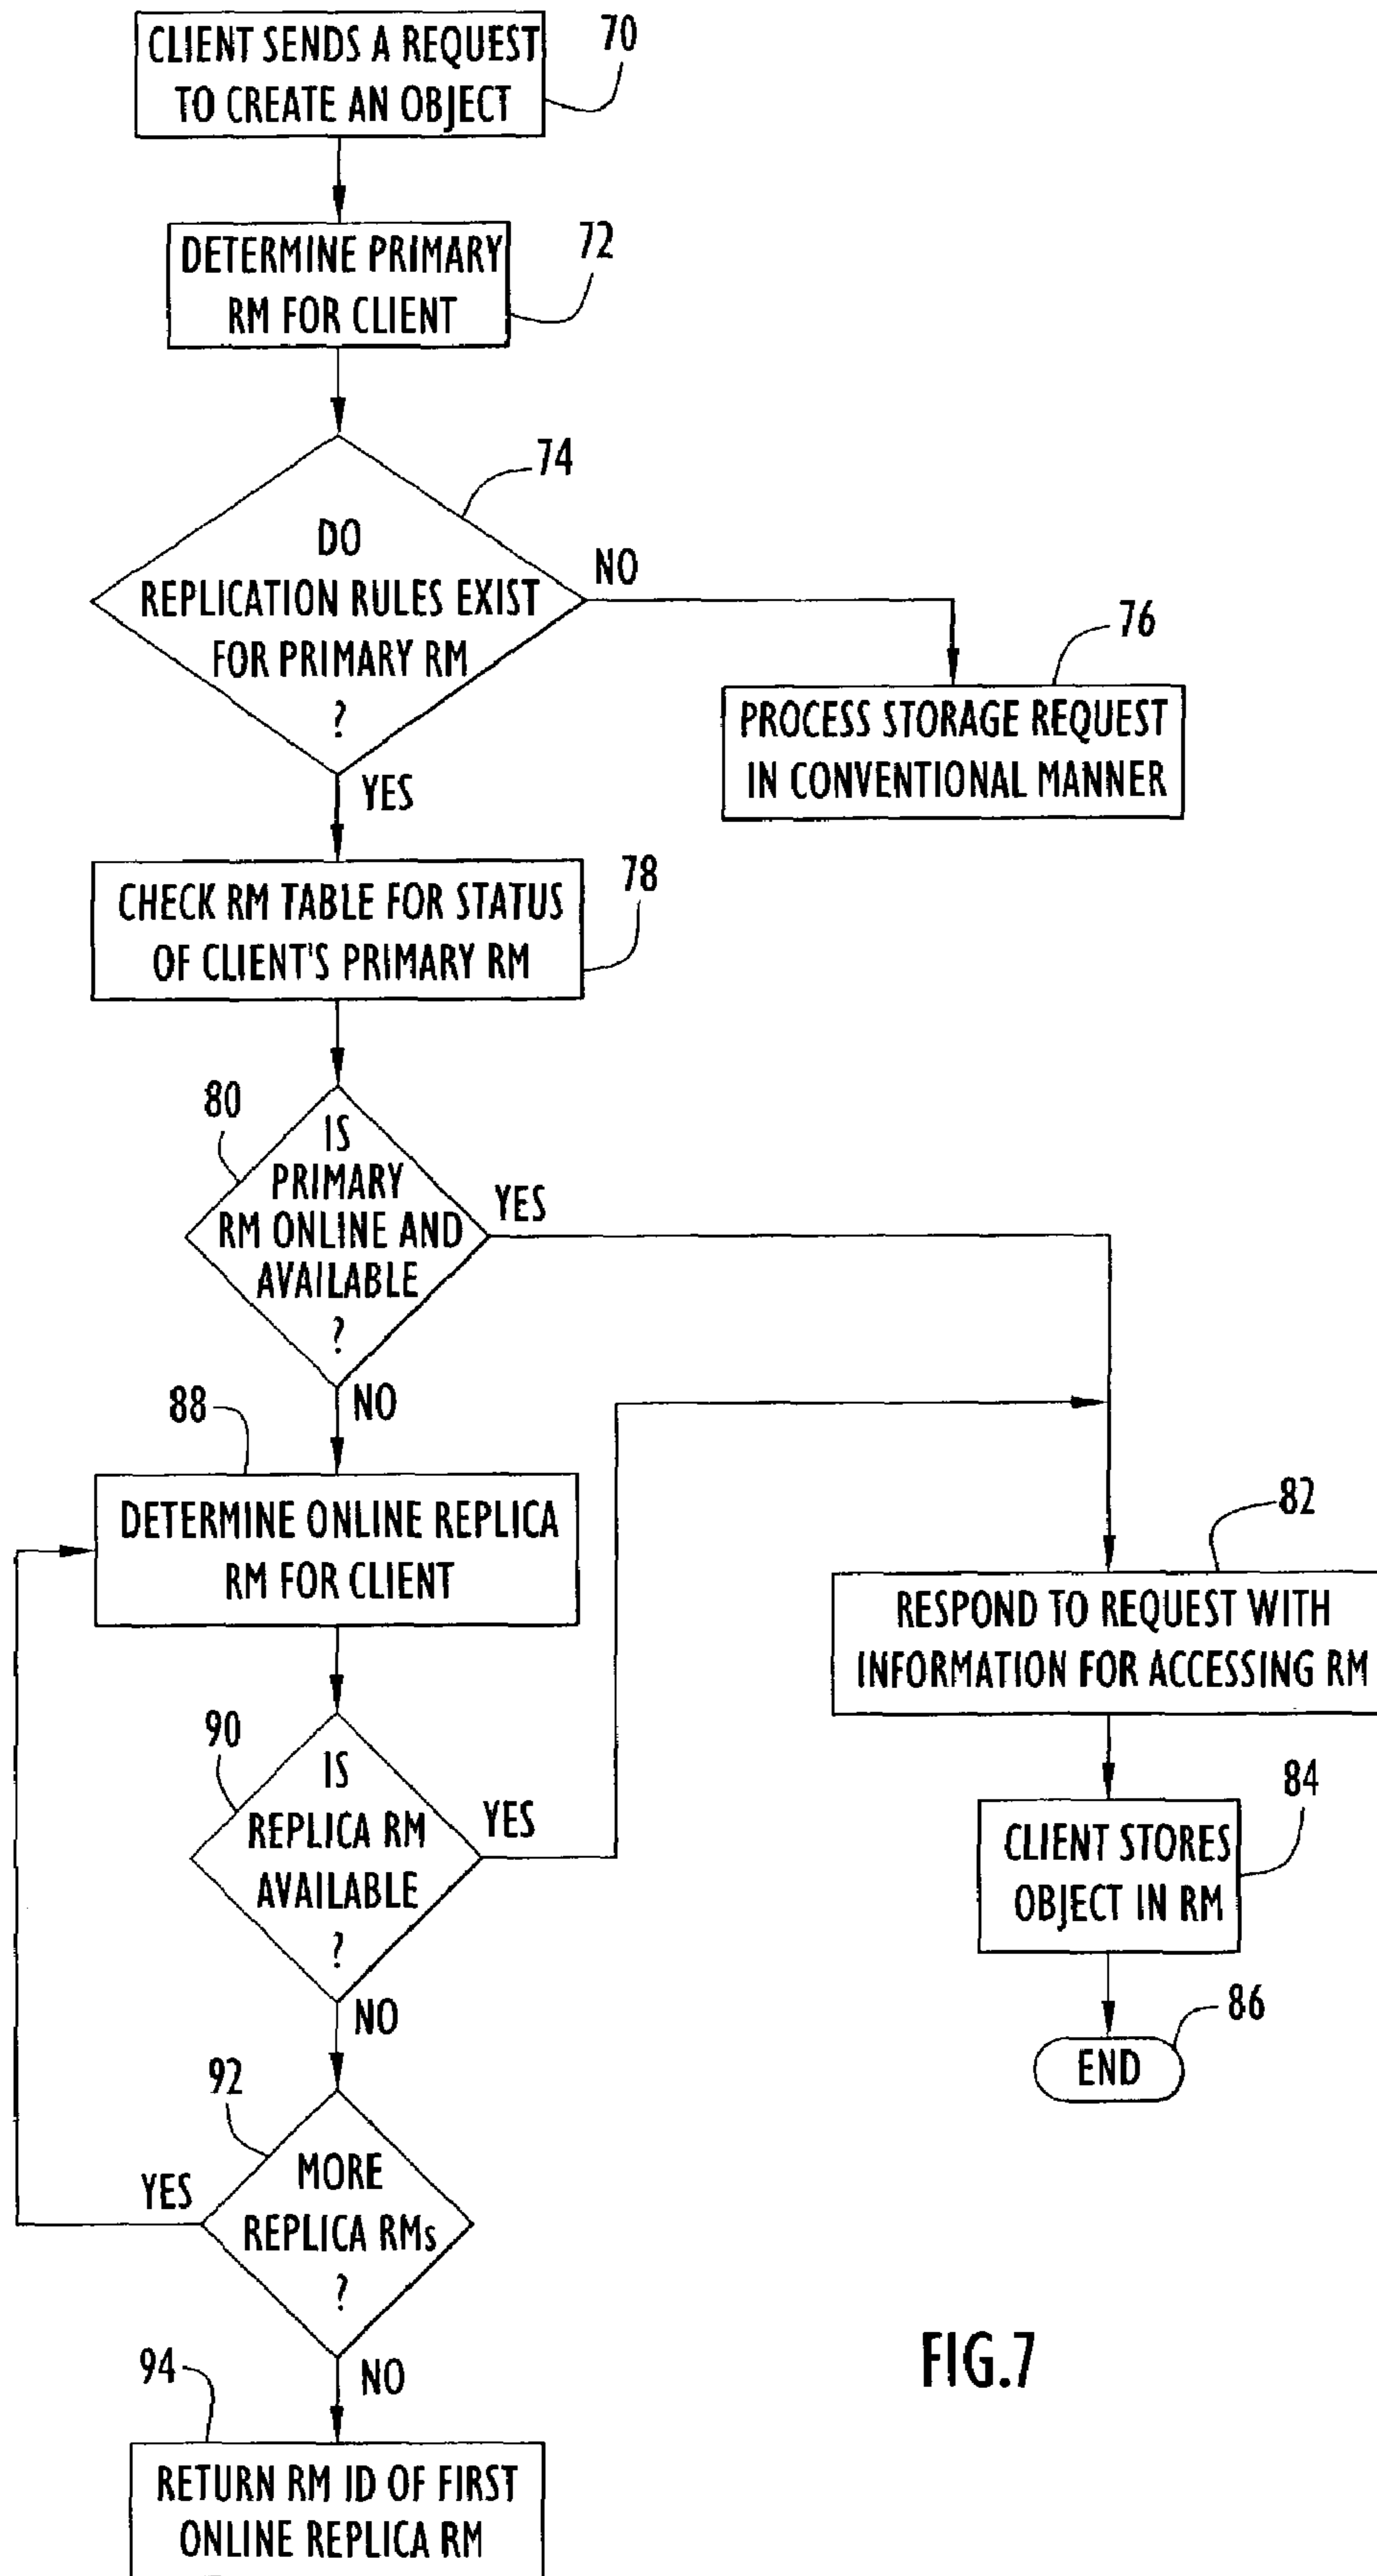 CLIENT SENDS A REQUEST
TO CREATE AN OBJECT
70
DETERMINE PRIMARY
RM FOR CLIENT
72
74
DO
REPLICATION RULES EXIST
FOR PRIMARY RM
?
NO
YES
76
PROCESS STORAGE REQUEST
IN CONVENTIONAL MANNER
CHECK RM TABLE FOR STATUS
OF CLIENT'S PRIMARY RM
78
80
IS
PRIMARY
RM ONLINE AND
AVAILABLE
?
YES
NO
88
DETERMINE ONLINE REPLICA
RM FOR CLIENT
82
RESPOND TO REQUEST WITH
INFORMATION FOR ACCESSING RM
90
IS
REPLICA RM
AVAILABLE
?
YES
NO
84
CLIENT STORES
OBJECT IN RM
86
END
92
MORE
REPLICA RMs
?
YES
NO
94
RETURN RM ID OF FIRST
ONLINE REPLICA RM
FIG.7